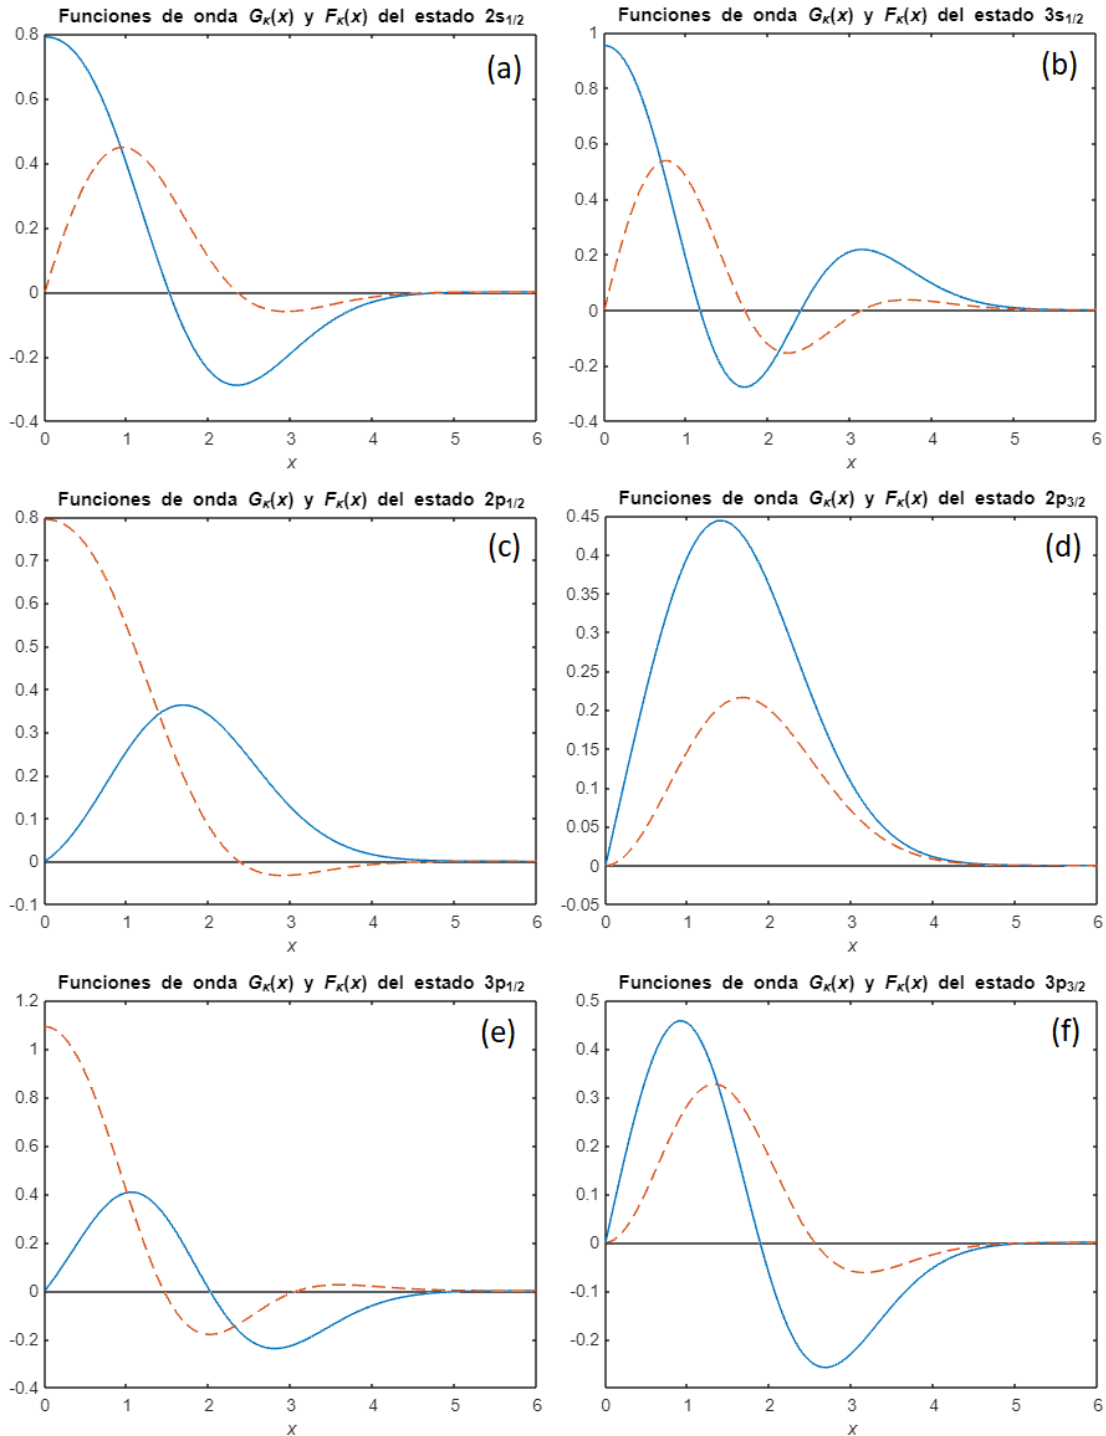 Funciones de onda Gκ(x) y Fκ(x) del estado 2s1/2
(a)
0.8
0.6
0.4
0.2
0
-0.2
-0.4
0 1 2 3 4 5 6
x
Funciones de onda Gκ(x) y Fκ(x) del estado 3s1/2
(b)
1
0.8
0.6
0.4
0.2
0
-0.2
-0.4
0 1 2 3 4 5 6
x
Funciones de onda Gκ(x) y Fκ(x) del estado 2p1/2
(c)
0.8
0.7
0.6
0.5
0.4
0.3
0.2
0.1
0
-0.1
0 1 2 3 4 5 6
x
Funciones de onda Gκ(x) y Fκ(x) del estado 2p3/2
(d)
0.45
0.4
0.35
0.3
0.25
0.2
0.15
0.1
0.05
0
-0.05
0 1 2 3 4 5 6
x
Funciones de onda Gκ(x) y Fκ(x) del estado 3p1/2
(e)
1.2
1
0.8
0.6
0.4
0.2
0
-0.2
-0.4
0 1 2 3 4 5 6
x
Funciones de onda Gκ(x) y Fκ(x) del estado 3p3/2
(f)
0.5
0.4
0.3
0.2
0.1
0
-0.1
-0.2
0 1 2 3 4 5 6
x